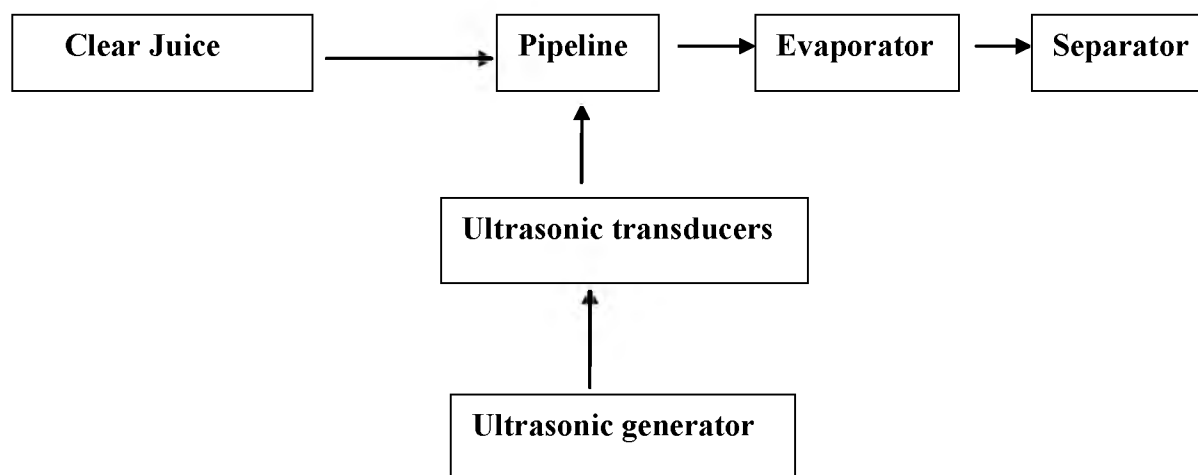 Clear Juice
Pipeline
Evaporator
Separator
Ultrasonic transducers
Ultrasonic generator